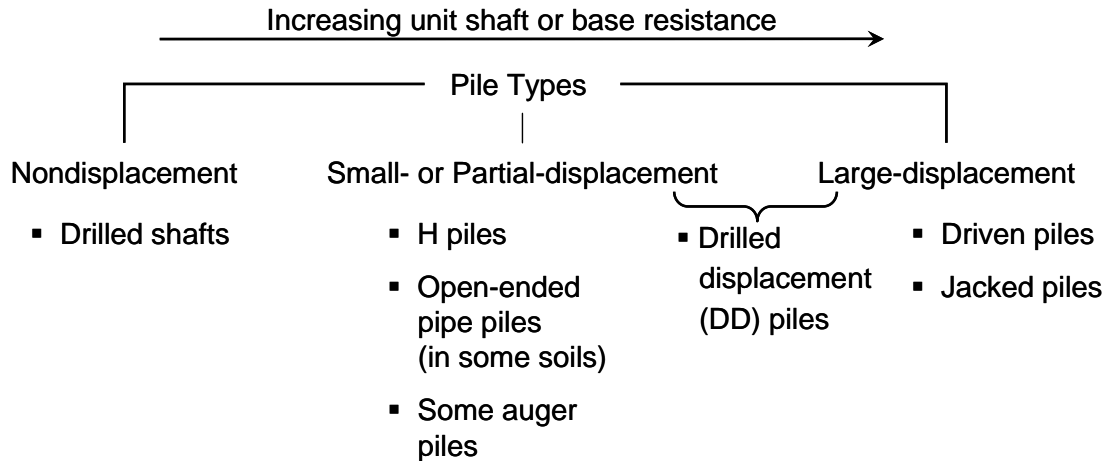 Increasing unit shaft or base resistance
Pile Types
Nondisplacement
▪ Drilled shafts
Small- or Partial-displacement
▪ H piles
▪ Open-ended
pipe piles
(in some soils)
▪ Some auger
piles
▪ Drilled
displacement
(DD) piles
Large-displacement
▪ Driven piles
▪ Jacked piles